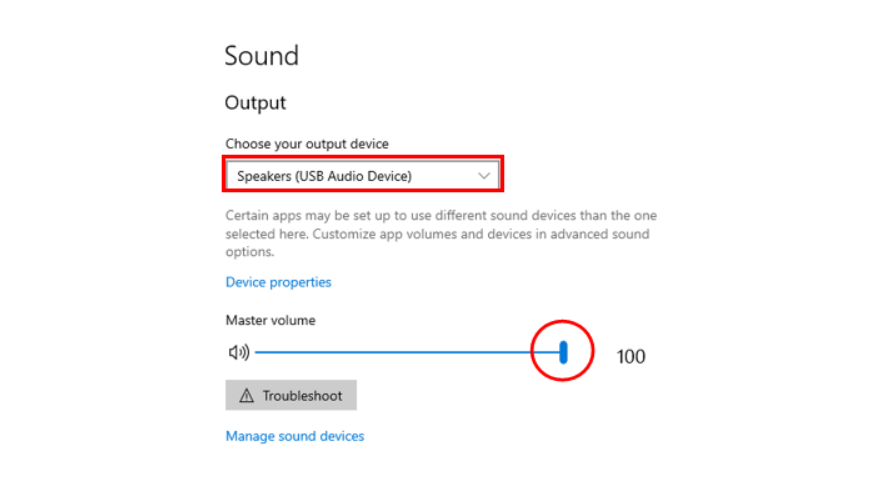 Sound
Output
Choose your output device
Speakers (USB Audio Device)
Certain apps may be set up to use different sound devices than the one
selected here. Customize app volumes and devices in advanced sound
options.
Device properties
Master volume
100
Troubleshoot
Manage sound devices